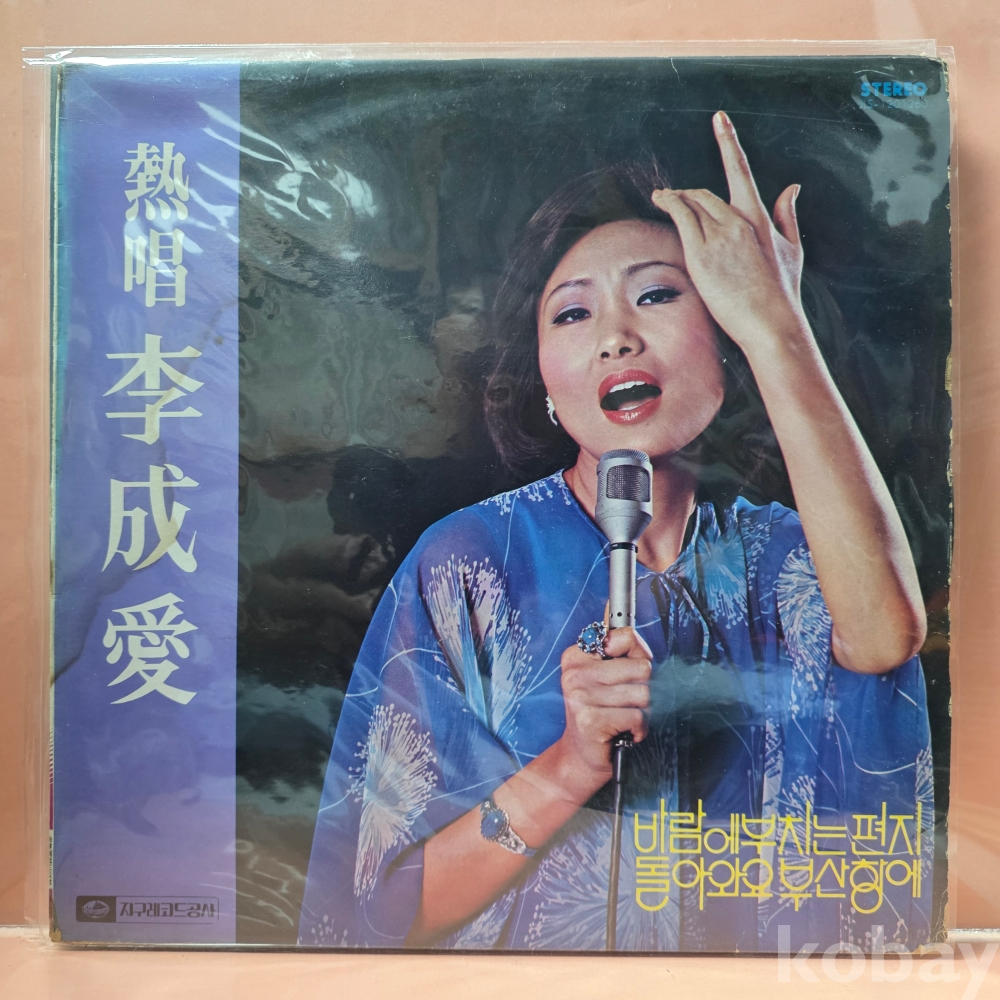 熱唱 李成愛
STEREO
바람에 부치는 편지
돌아와요 부산항에
지구레코드공사
kobay